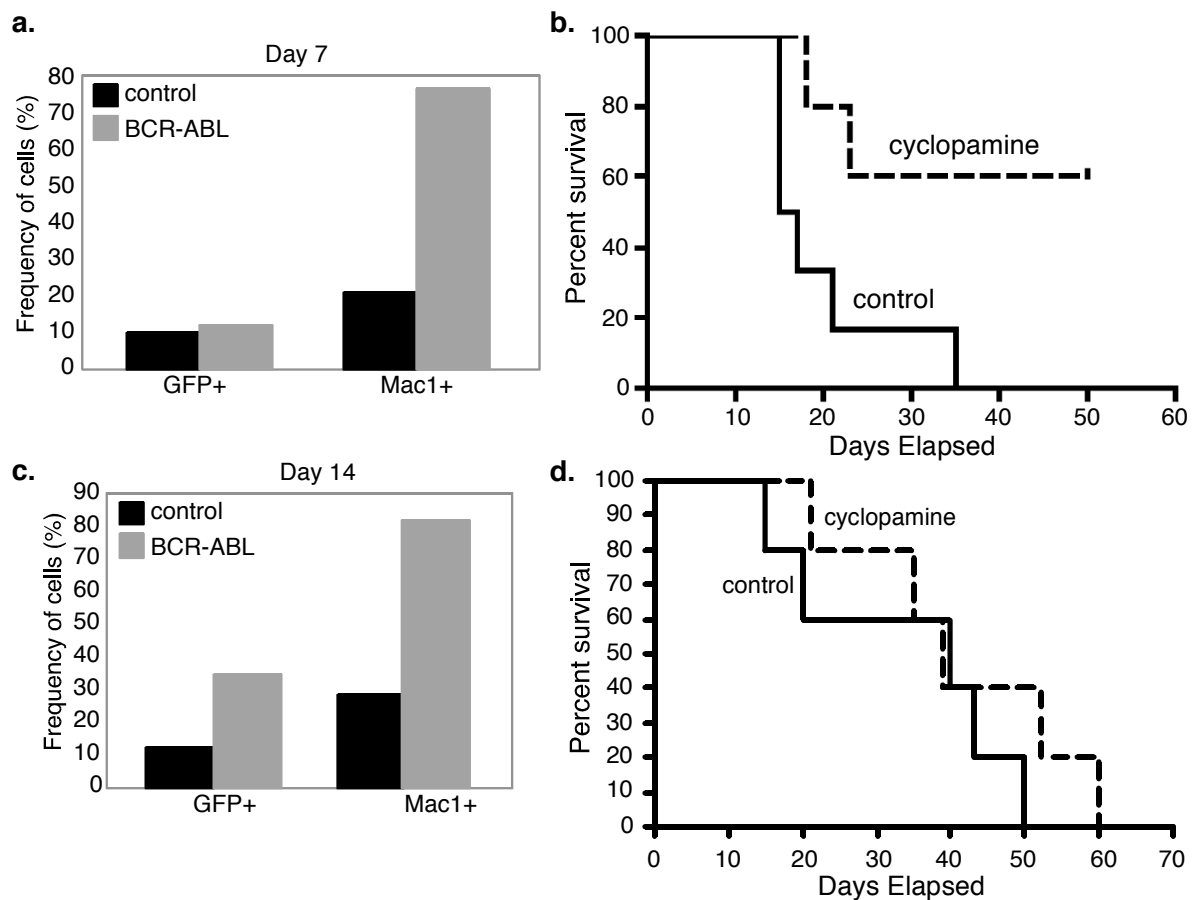 a.
Day 7
Frequency of cells (%)
80
70
60
50
40
30
20
10
0
control
BCR-ABL
GFP+
Mac1+
b.
Percent survival
100
80
60
40
20
0
cyclopamine
control
0 10 20 30 40 50 60
Days Elapsed
c.
Day 14
Frequency of cells (%)
90
80
70
60
50
40
30
20
10
0
control
BCR-ABL
GFP+
Mac1+
d.
Percent survival
100
90
80
70
60
50
40
30
20
10
0
cyclopamine
control
0 10 20 30 40 50 60 70
Days Elapsed